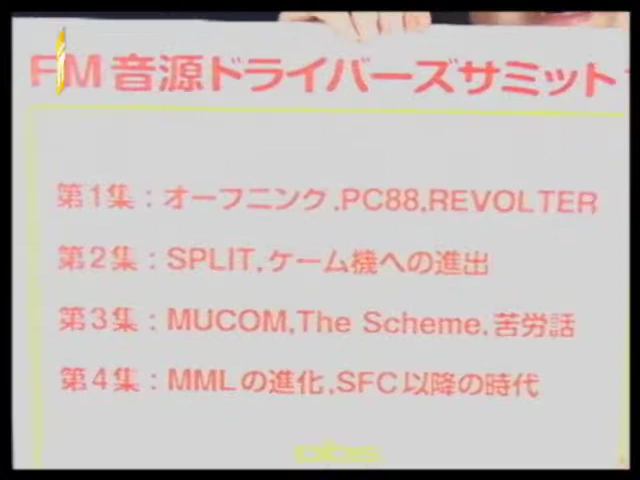 FM音源ドライバーズサミット
第1集：オープニング,PC88,REVOLTER
第2集：SPLIT,ゲーム機への進出
第3集：MUCOM,The Scheme,苦労話
第4集：MMLの進化,SFC以降の時代